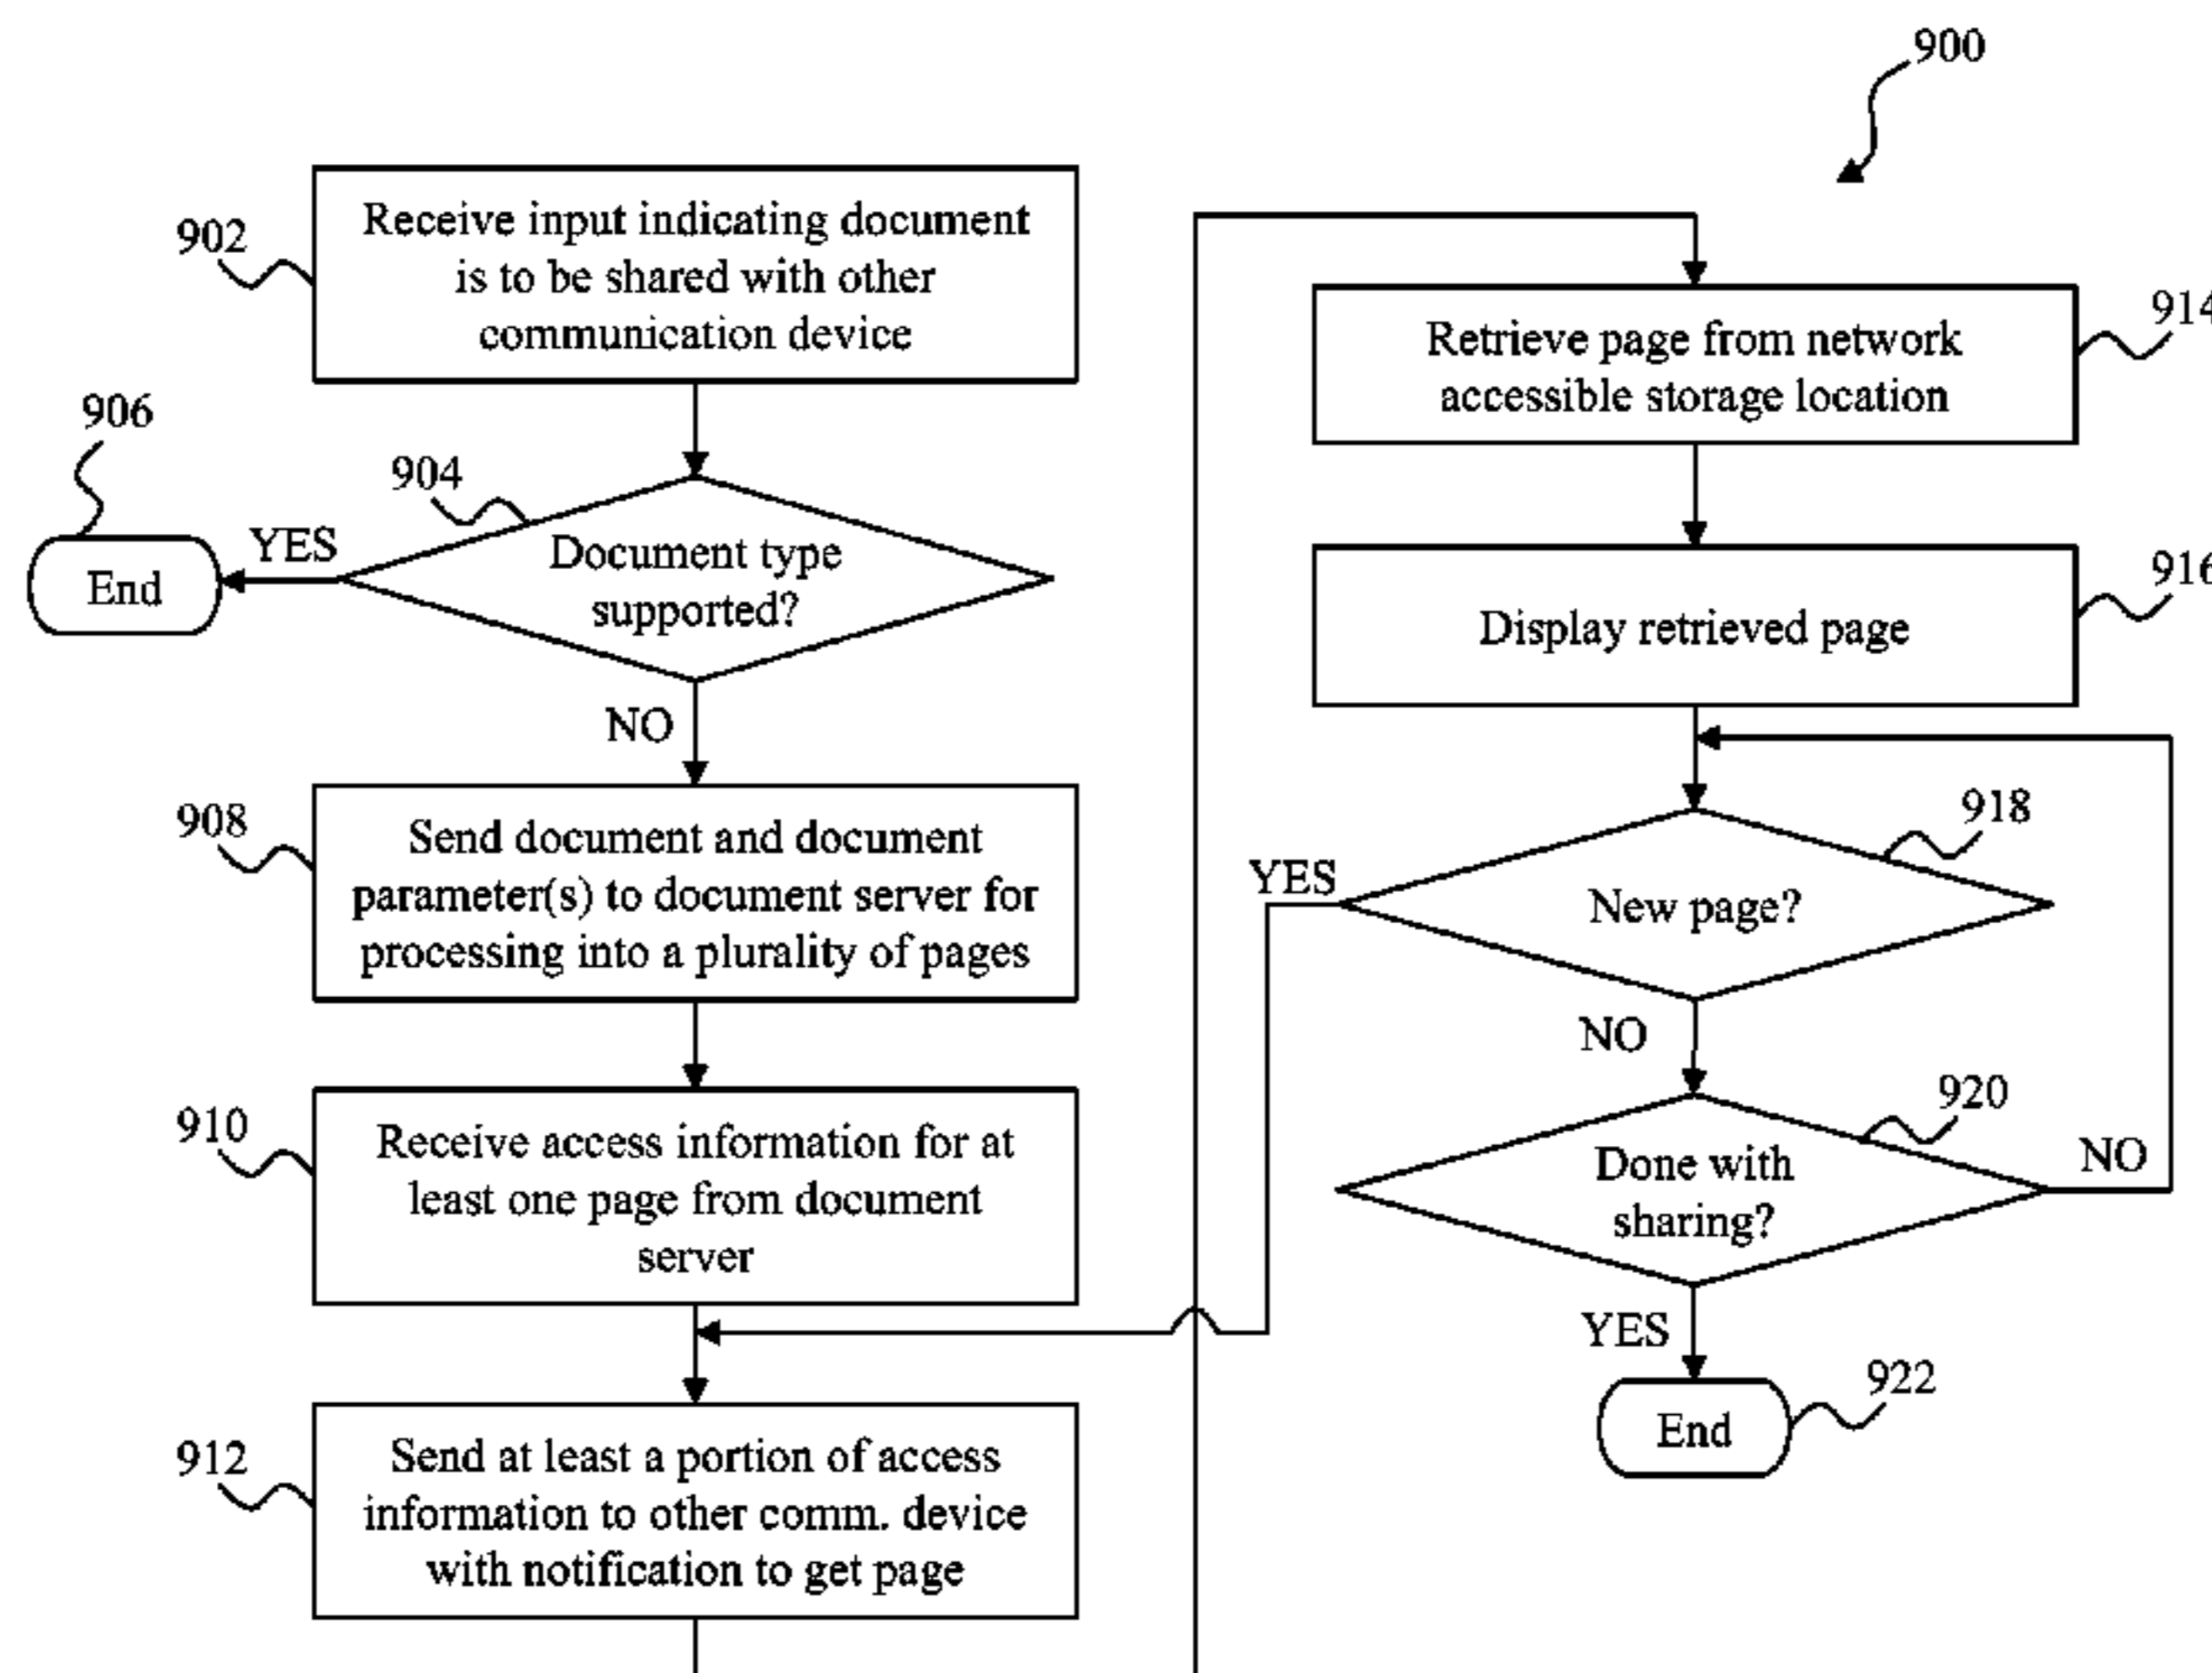 900
902
Receive input indicating document
is to be shared with other
communication device
906
904
End
YES
Document type
supported?
NO
908
Send document and document
parameter(s) to document server for
processing into a plurality of pages
910
Receive access information for at
least one page from document
server
912
Send at least a portion of access
information to other comm. device
with notification to get page
914
Retrieve page from network
accessible storage location
916
Display retrieved page
918
YES
New page?
NO
920
Done with
sharing?
NO
YES
922
End